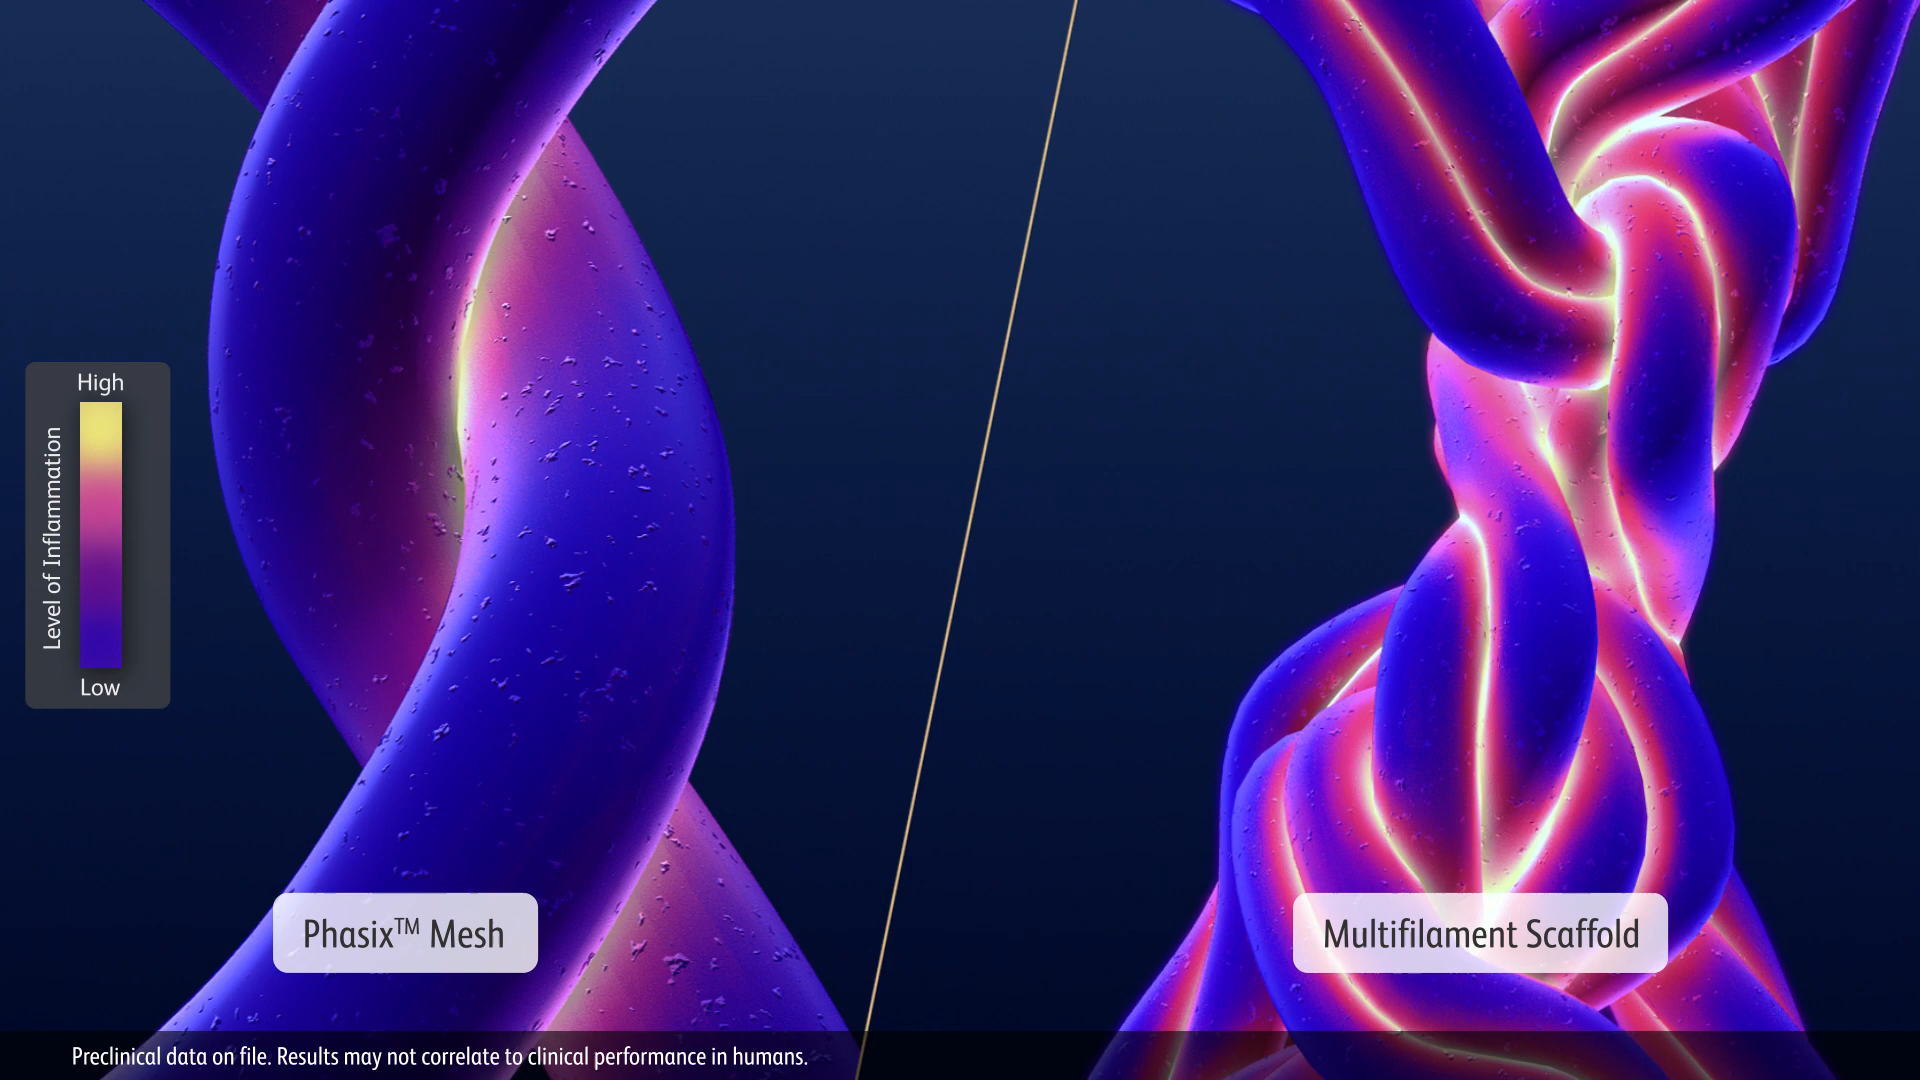 High
Level of Inflammation
Low
Phasix™ Mesh
Multifilament Scaffold
Preclinical data on file. Results may not correlate to clinical performance in humans.